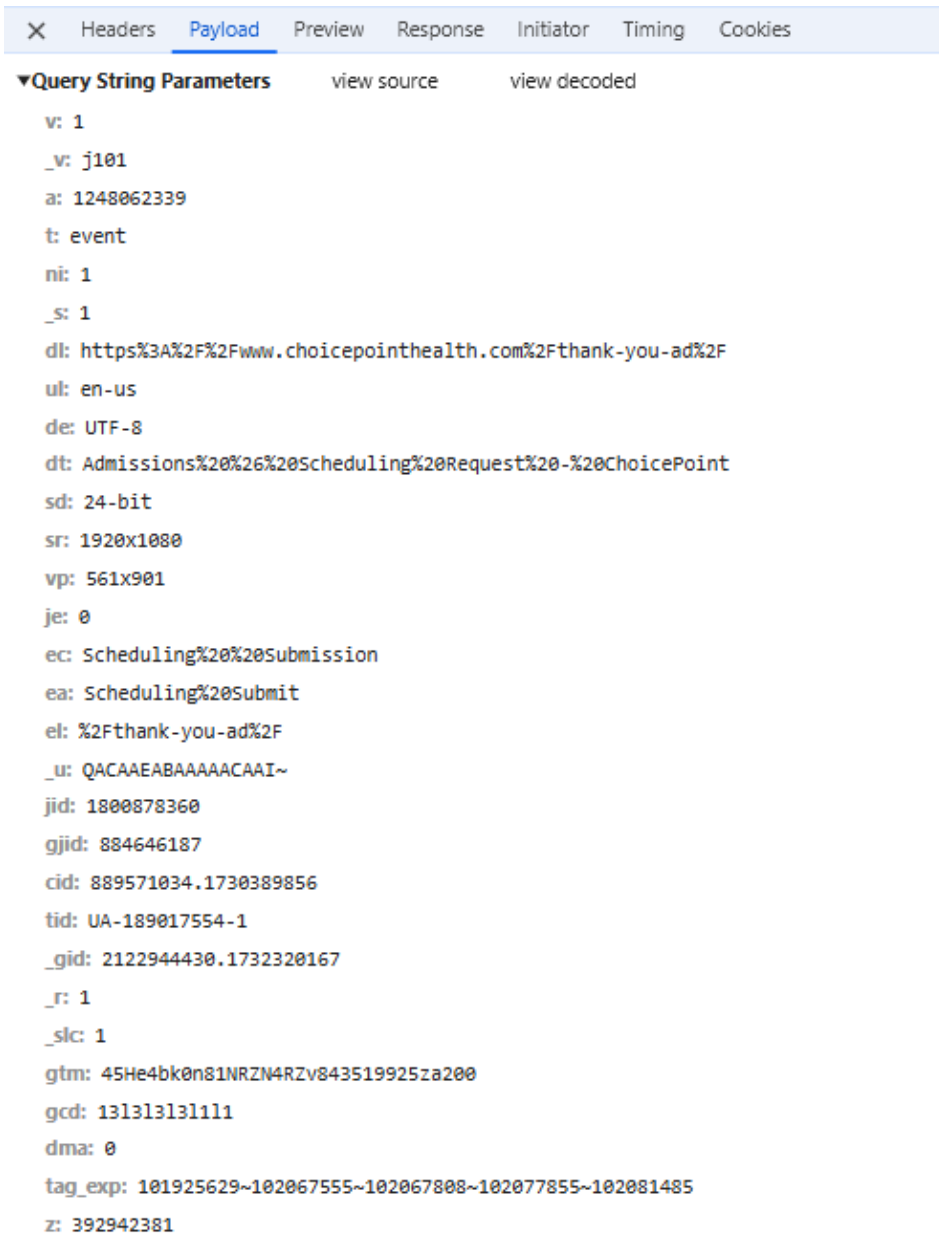 × Headers Payload Preview Response Initiator Timing Cookies
▼Query String Parameters view source view decoded
v: 1
_v: j101
a: 1248062339
t: event
ni: 1
_s: 1
dl: https%3A%2F%2Fwww.choicepointhealth.com%2Fthank-you-ad%2F
ul: en-us
de: UTF-8
dt: Admissions%20%26%20Scheduling%20Request%20-%20ChoicePoint
sd: 24-bit
sr: 1920x1080
vp: 561x901
je: 0
ec: Scheduling%20%20Submission
ea: Scheduling%20Submit
el: %2Fthank-you-ad%2F
_u: QACAAEABAAAAACAAI~
jid: 1800878360
gjid: 884646187
cid: 889571034.1730389856
tid: UA-189017554-1
_gid: 2122944430.1732320167
_r: 1
_slc: 1
gtm: 45He4bk0n81NRZN4RZv843519925za200
gcd: 13l3l3l3l1l1
dma: 0
tag_exp: 101925629~102067555~102067808~102077855~102081485
z: 392942381